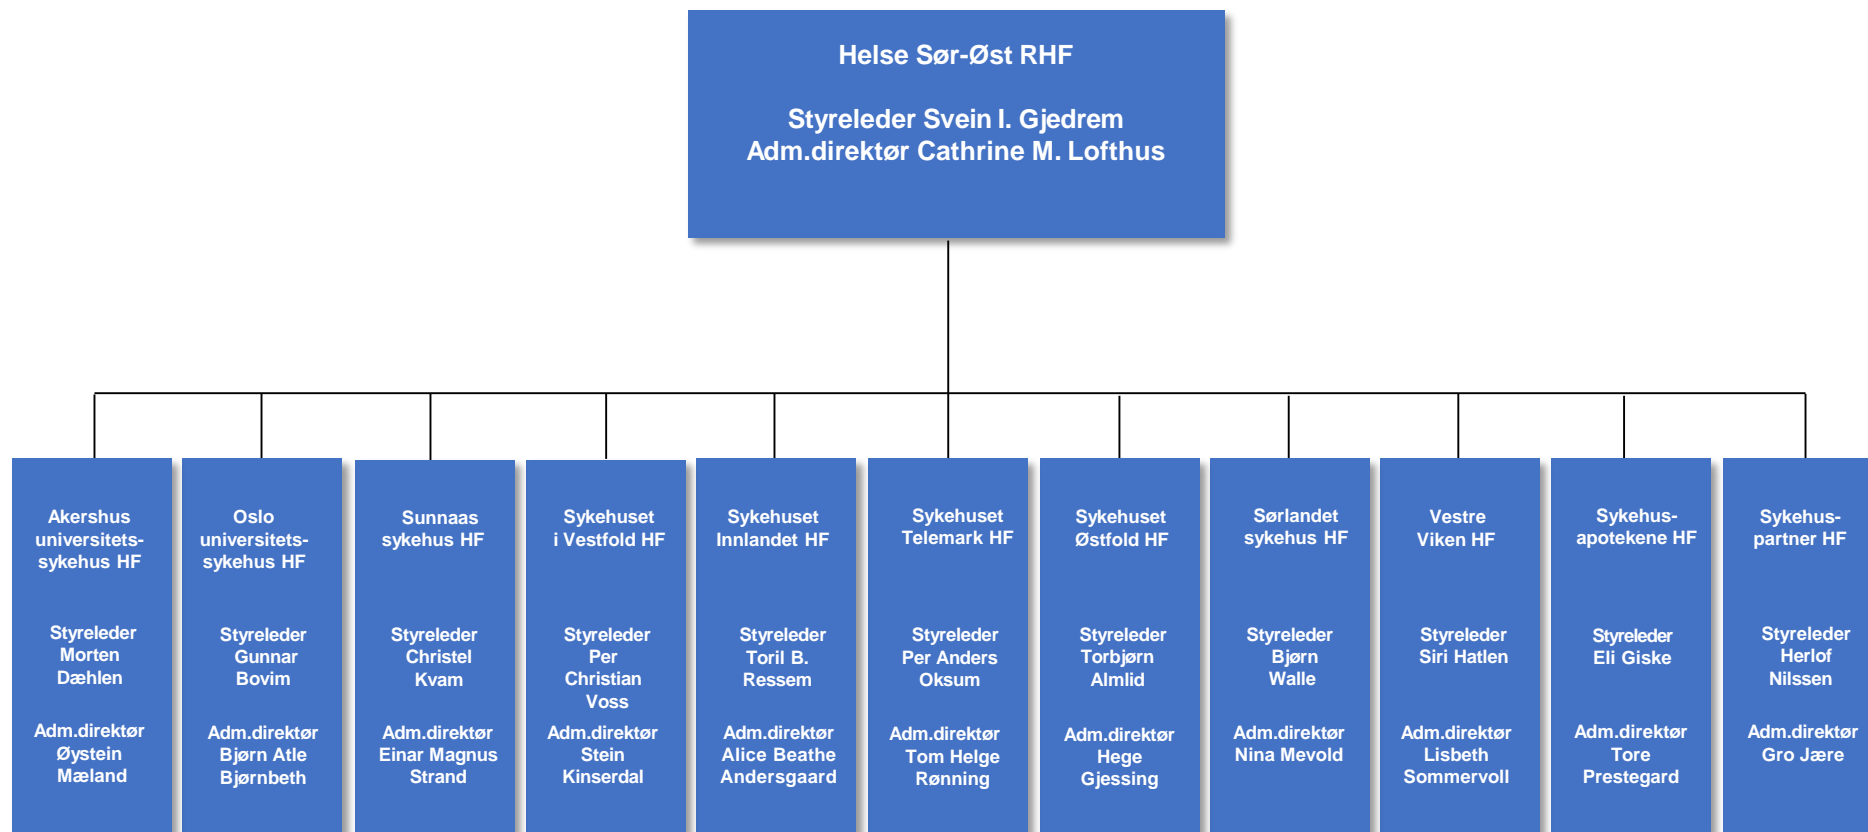 Helse Sør-Øst RHF
Styreleder Svein I. Gjedrem
Adm.direktør Cathrine M. Lofthus
Akershus
universitets-
sykehus HF
Styreleder
Morten
Dæhlen
Adm.direktør
Øystein
Mæland
Oslo
universitets-
sykehus HF
Styreleder
Gunnar
Bovim
Adm.direktør
Bjørn Atle
Bjørnbeth
Sunnaas
sykehus HF
Styreleder
Christel
Kvam
Adm.direktør
Einar Magnus
Strand
Sykehuset
i Vestfold HF
Styreleder
Per
Christian
Voss
Adm.direktør
Stein
Kinserdal
Sykehuset
Innlandet HF
Styreleder
Toril B.
Ressem
Adm.direktør
Alice Beathe
Andersgaard
Sykehuset
Telemark HF
Styreleder
Per Anders
Oksum
Adm.direktør
Tom Helge
Rønning
Sykehuset
Østfold HF
Styreleder
Torbjørn
Almlid
Adm.direktør
Hege
Gjessing
Sørlandet
sykehus HF
Styreleder
Bjørn
Walle
Adm.direktør
Nina Mevold
Vestre
Viken HF
Styreleder
Siri Hatlen
Adm.direktør
Lisbeth
Sommervoll
Sykehus-
apotekene HF
Styreleder
Eli Giske
Adm.direktør
Tore
Prestegard
Sykehus-
partner HF
Styreleder
Herlof
Nilssen
Adm.direktør
Gro Jære